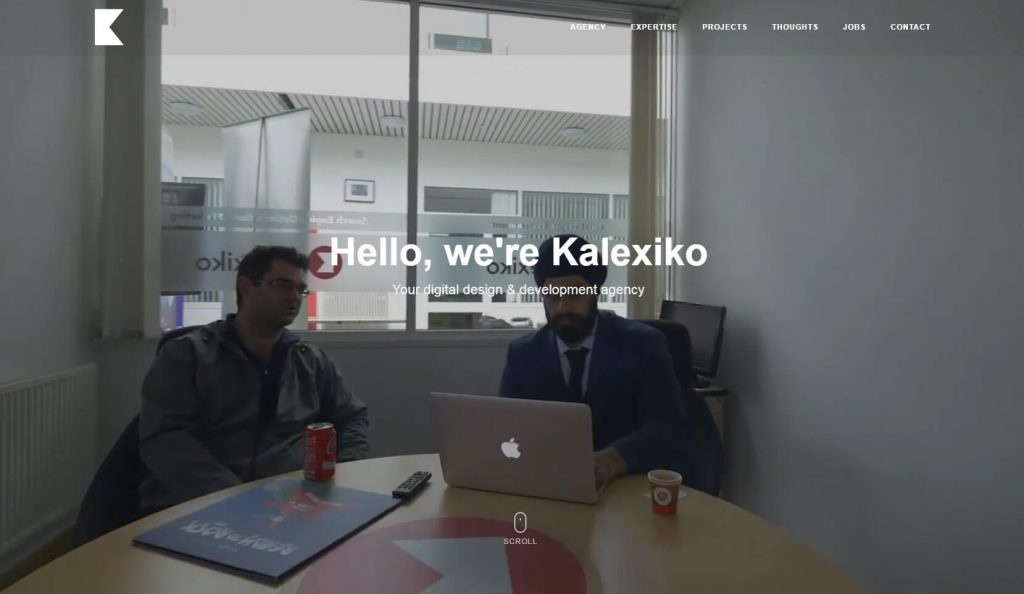 AGENCY
EXPERTISE
PROJECTS
THOUGHTS
JOBS
CONTACT
Hello, we're Kalexiko
Your digital design & development agency
SCROLL